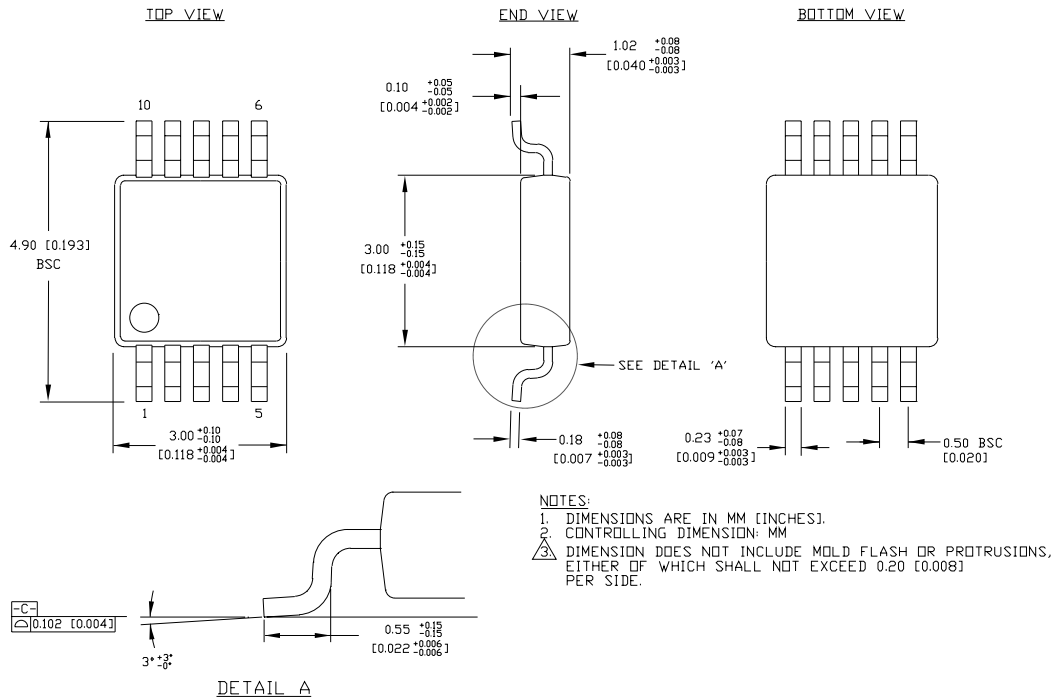 TOP VIEW
END VIEW
BOTTOM VIEW
1.02 +0.08 -0.08
[0.040 +0.003 -0.003]
0.10 +0.05 -0.05
[0.004 +0.002 -0.002]
10
6
4.90 [0.193]
BSC
3.00 +0.15 -0.15
[0.118 +0.004 -0.004]
SEE DETAIL 'A'
1
5
3.00 +0.10 -0.10
[0.118 +0.004 -0.004]
0.18 +0.08 -0.08
[0.007 +0.003 -0.003]
0.23 +0.07 -0.08
[0.009 +0.003 -0.003]
0.50 BSC
[0.020]
NOTES:
1. DIMENSIONS ARE IN MM [INCHES].
2. CONTROLLING DIMENSION: MM
3. DIMENSION DOES NOT INCLUDE MOLD FLASH OR PROTRUSIONS,
EITHER OF WHICH SHALL NOT EXCEED 0.20 [0.008]
PER SIDE.
-C-
0.102 [0.004]
3° +3° -0°
0.55 +0.15 -0.15
[0.022 +0.006 -0.006]
DETAIL A